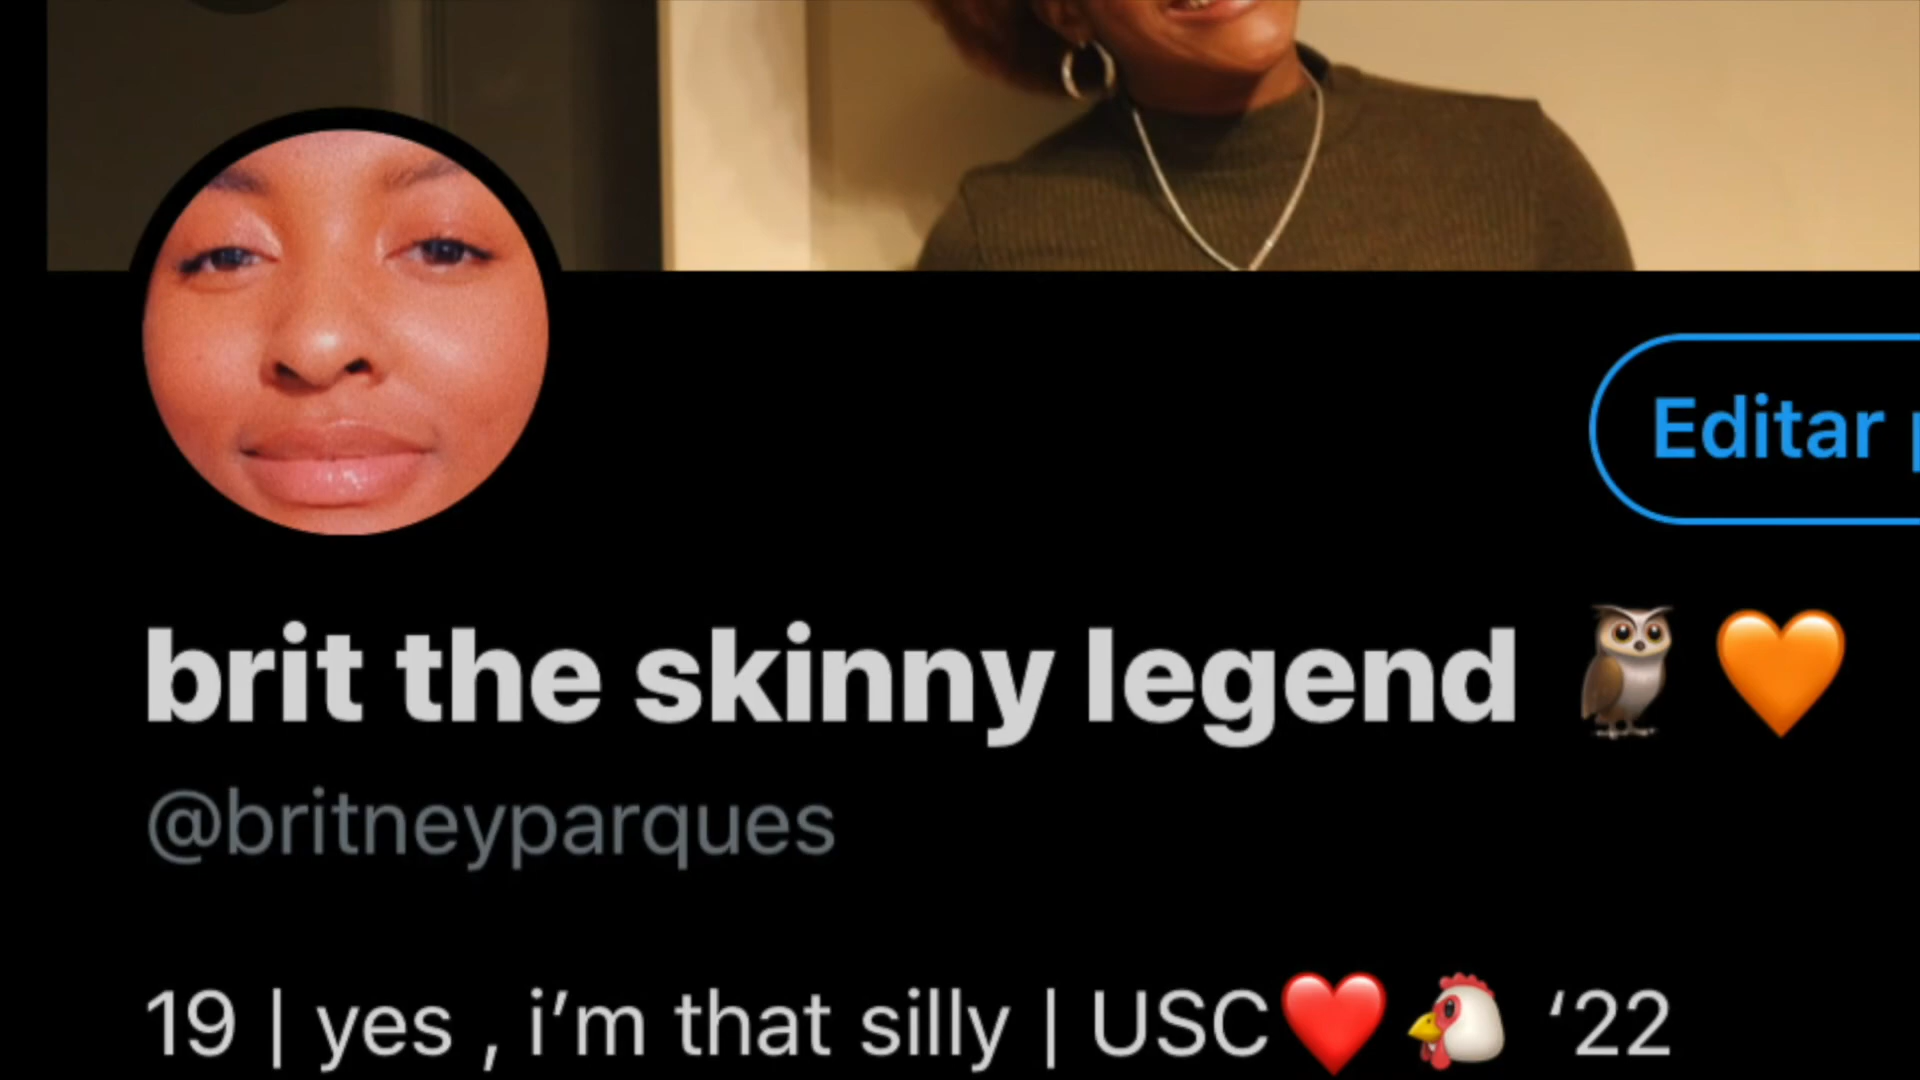 Editar
brit the skinny legend 🦉 🧡
@britneyparques
19 | yes , i’m that silly | USC❤️🐔 ‘22